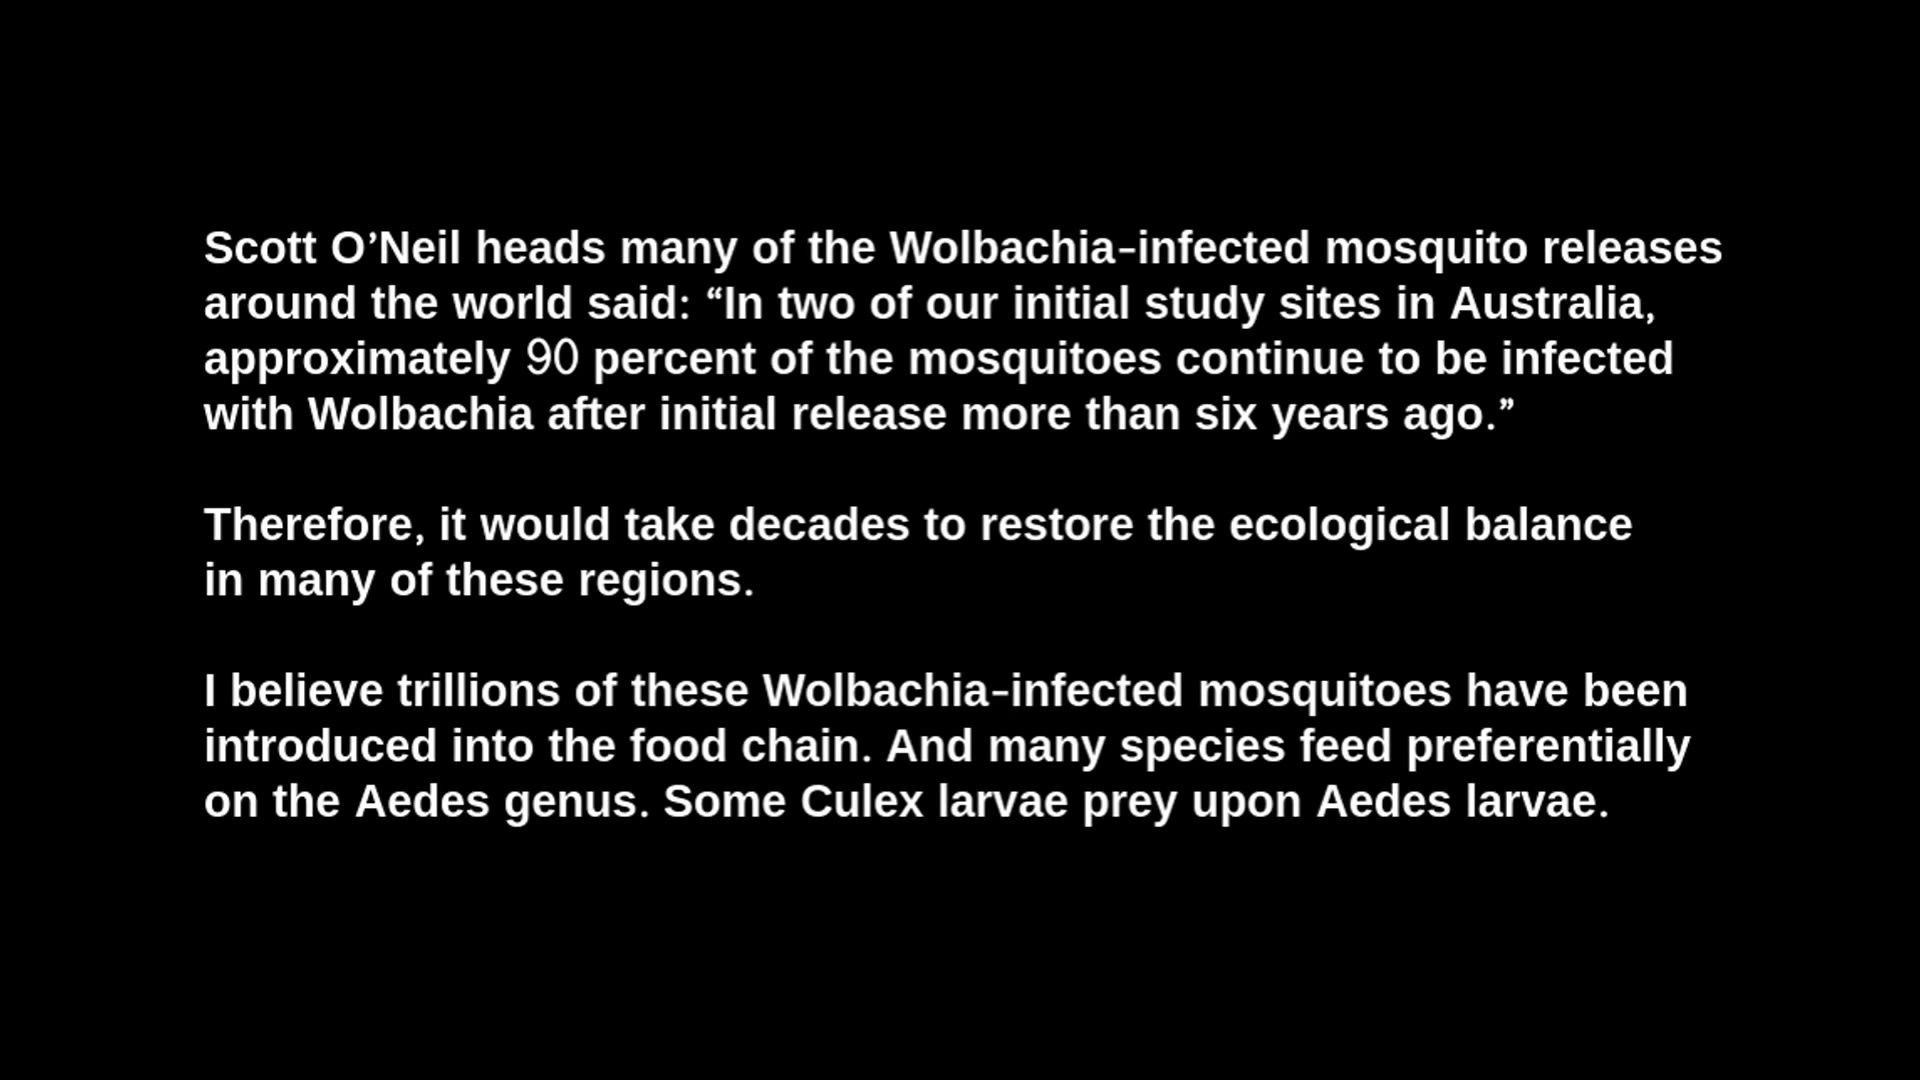 Scott O’Neil heads many of the Wolbachia-infected mosquito releases
around the world said: “In two of our initial study sites in Australia,
approximately 90 percent of the mosquitoes continue to be infected
with Wolbachia after initial release more than six years ago.”
Therefore, it would take decades to restore the ecological balance
in many of these regions.
I believe trillions of these Wolbachia-infected mosquitoes have been
introduced into the food chain. And many species feed preferentially
on the Aedes genus. Some Culex larvae prey upon Aedes larvae.